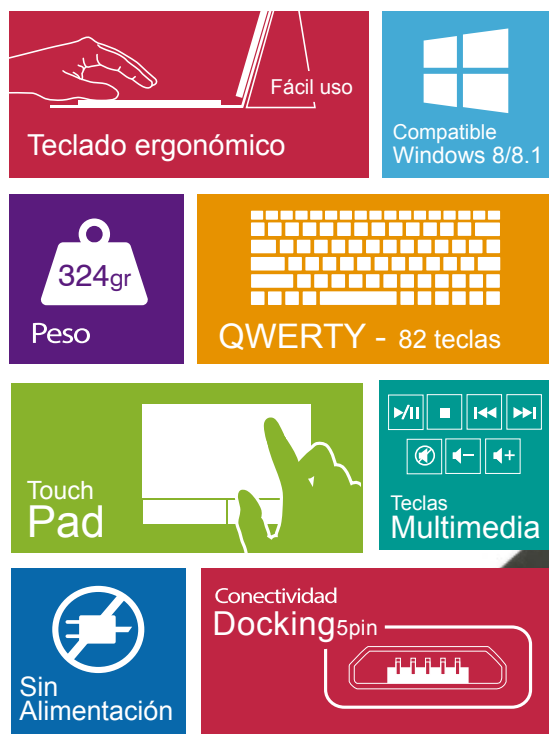 Fácil uso
Teclado ergonómico
Compatible
Windows 8/8.1
324gr
Peso
QWERTY - 82 teclas
Touch
Pad
Teclas
Multimedia
Sin
Alimentación
Conectividad
Docking5pin